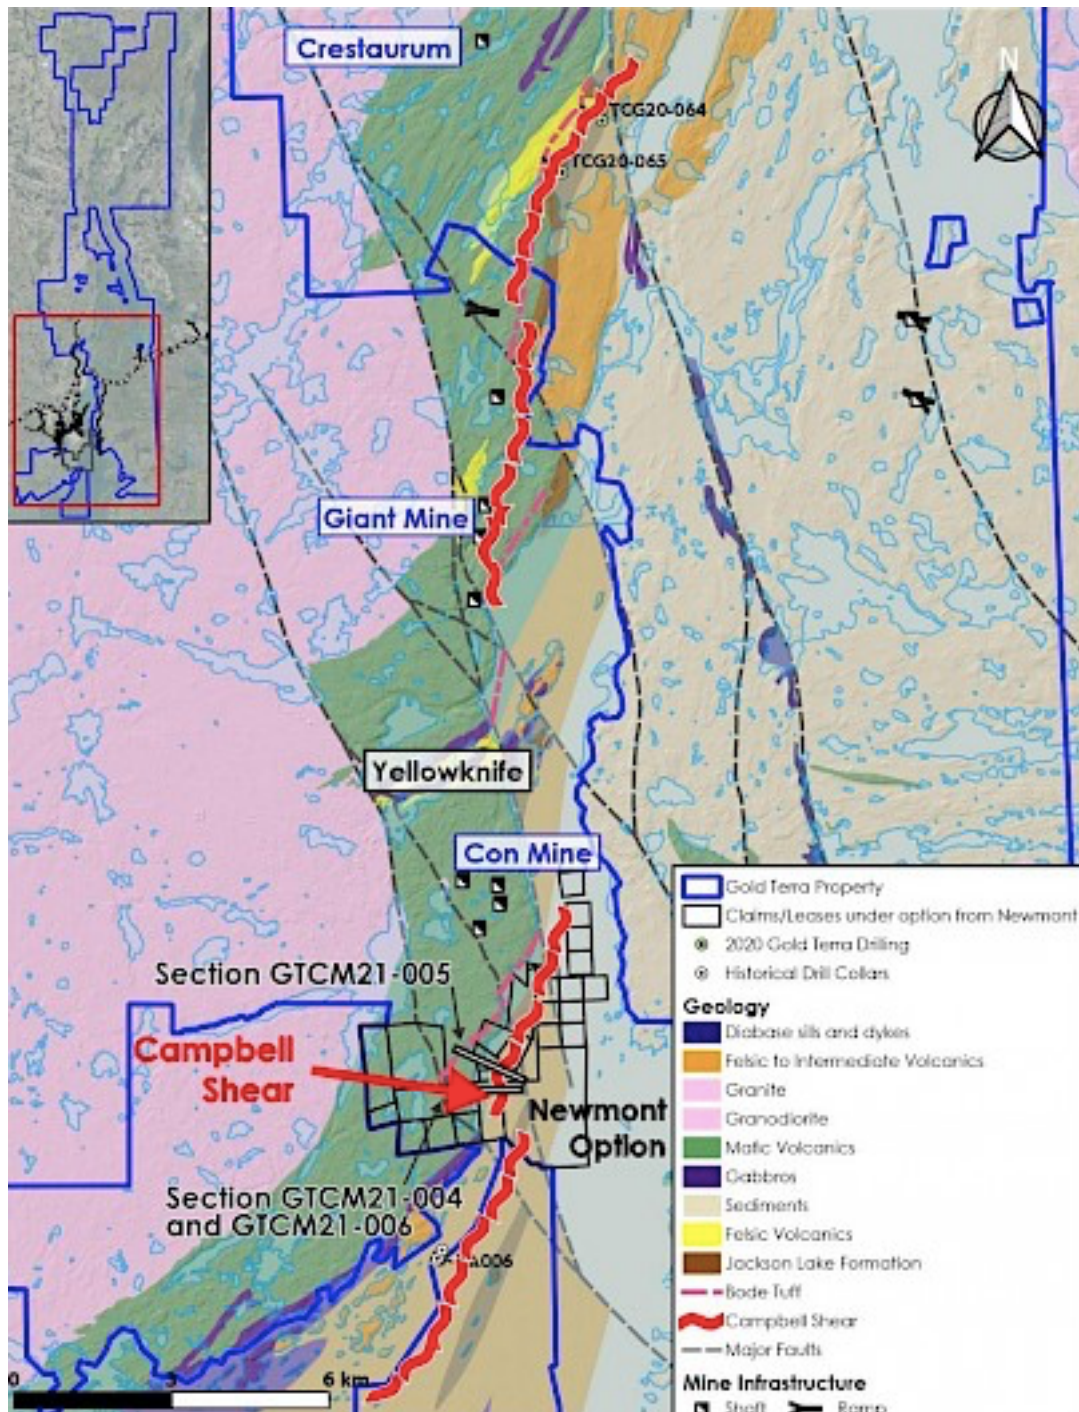 Crestaurum
N
TCG20-064
TCG20-065
Giant Mine
Yellowknife
Con Mine
Section GTCM21-005
Campbell
Shear
Newmont
Option
Section GTCM21-004
and GTCM21-006
006
0
3
6 km
Gold Terra Property
Claims/Leases under option from Newmont
2020 Gold Terra Drilling
Historical Drill Collars
Geology
Diabase sills and dykes
Felsic to Intermediate Volcanics
Granite
Granodiorite
Mafic Volcanics
Gabbros
Sediments
Felsic Volcanics
Jackson Lake Formation
Bode Tuff
Campbell Shear
Major Faults
Mine Infrastructure
Shaft
Ramp